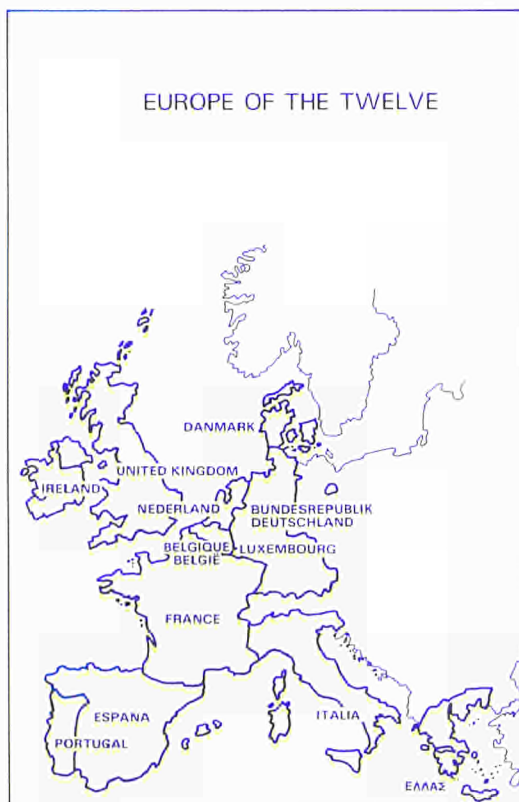 EUROPE OF THE TWELVE
DANMARK
UNITED KINGDOM
IRELAND
NEDERLAND
BUNDESREPUBLIK
DEUTSCHLAND
BELGIQUE
BELGIË
LUXEMBOURG
FRANCE
ESPANA
PORTUGAL
ITALIA
ΕΛΛΑΣ